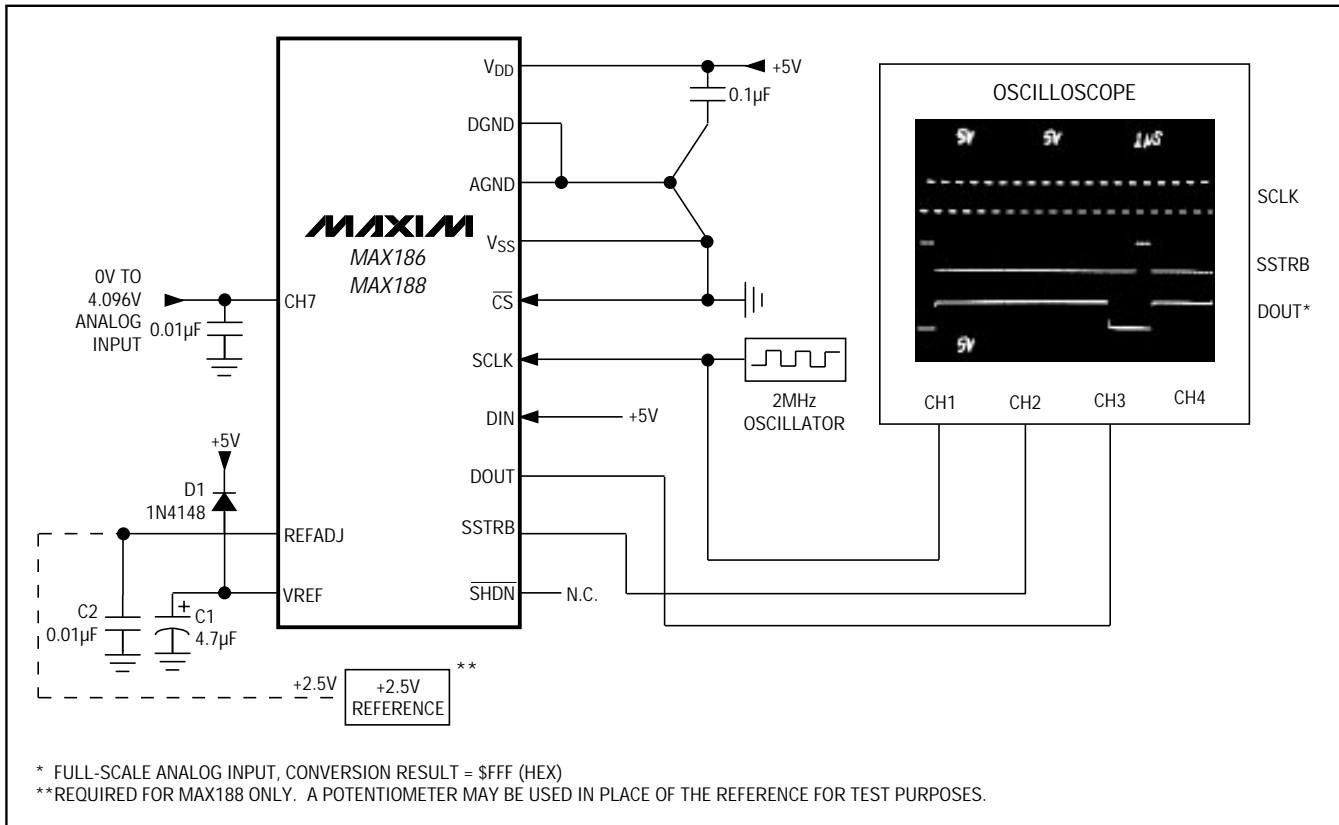 VDD
+5V
0.1µF
DGND
AGND
MAXIM
MAX186
MAX188
VSS
CS
0V TO
4.096V
ANALOG
INPUT
0.01µF
CH7
SCLK
2MHz
OSCILLATOR
DIN
+5V
DOUT
SSTRB
SHDN
N.C.
+5V
D1
1N4148
REFADJ
VREF
C2
0.01µF
+
C1
4.7µF
+2.5V
+2.5V
REFERENCE
**
OSCILLOSCOPE
5V 5V 1µS
SCLK
SSTRB
DOUT*
5V
CH1 CH2 CH3 CH4
* FULL-SCALE ANALOG INPUT, CONVERSION RESULT = $FFF (HEX)
**REQUIRED FOR MAX188 ONLY. A POTENTIOMETER MAY BE USED IN PLACE OF THE REFERENCE FOR TEST PURPOSES.